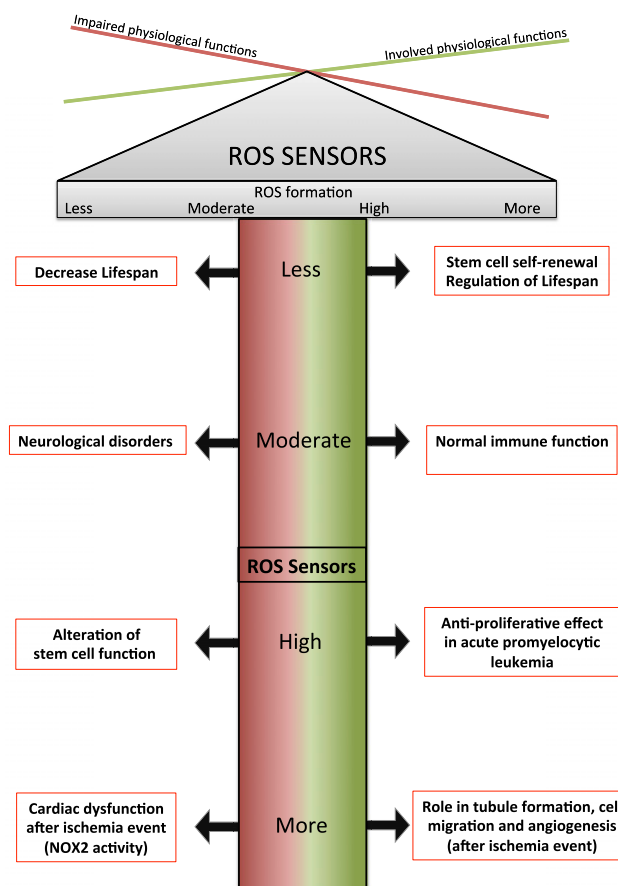 Impaired physiological functions
Involved physiological functions
ROS SENSORS
ROS formation
Less Moderate High More
Decrease Lifespan
Less
Stem cell self-renewal
Regulation of Lifespan
Neurological disorders
Moderate
Normal immune function
ROS Sensors
Alteration of
stem cell function
High
Anti-proliferative effect
in acute promyelocytic
leukemia
Cardiac dysfunction
after ischemia event
(NOX2 activity)
More
Role in tubule formation, cel
migration and angiogenesis
(after ischemia event)